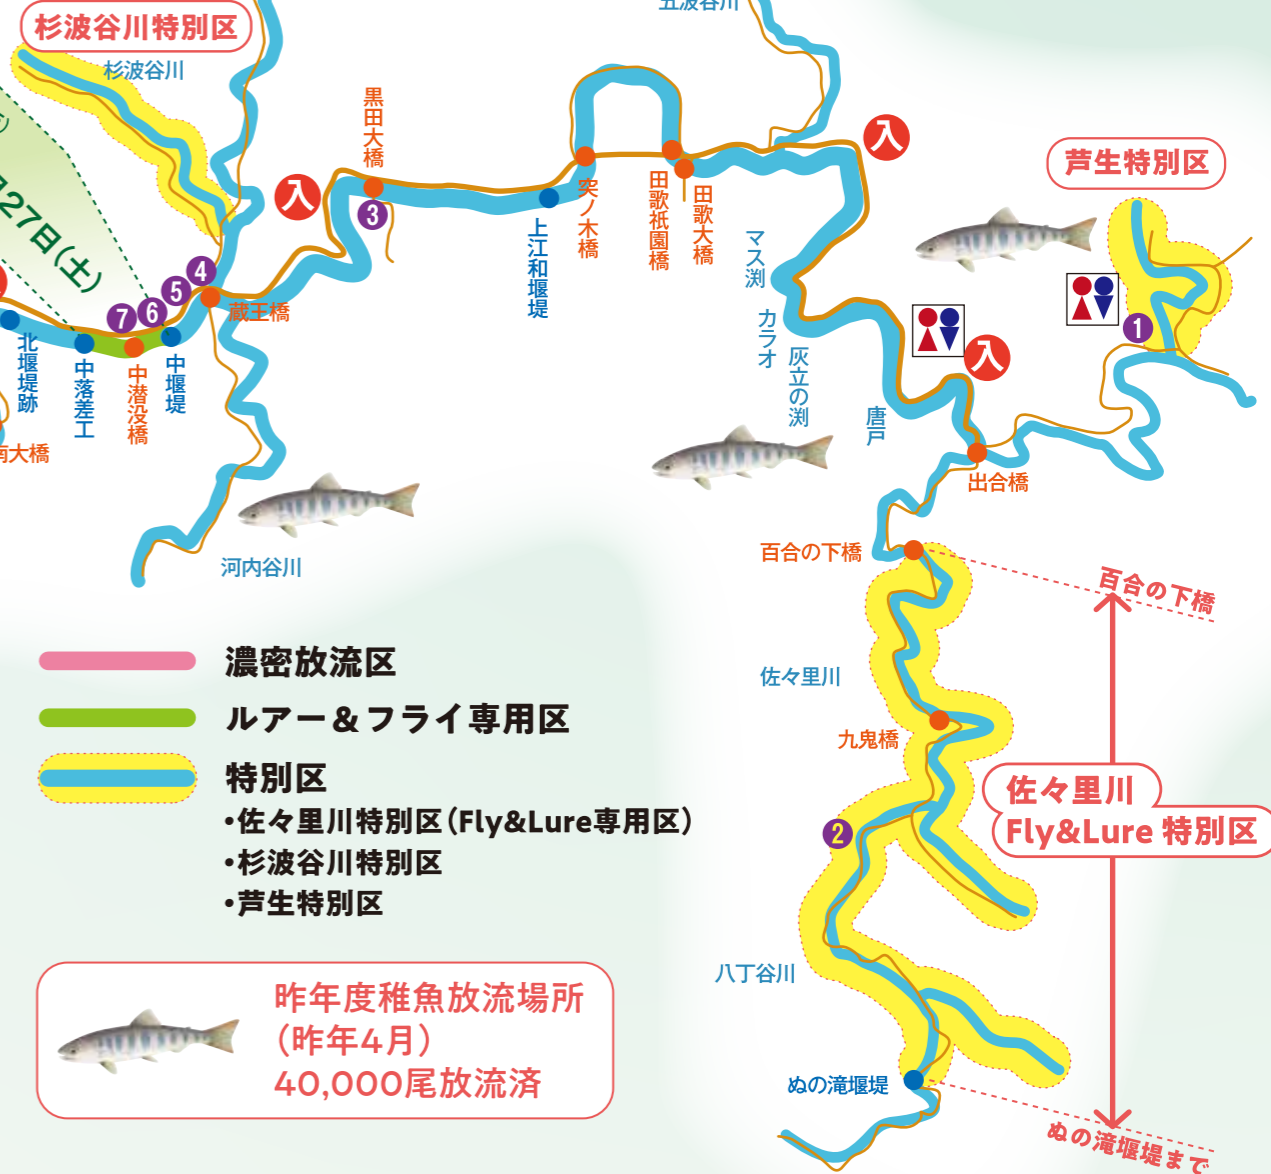 五波谷川
杉波谷川特別区
杉波谷川
黒田大橋
入
入
芦生特別区
27日(土)
3
突ノ木橋
田歌祇園橋
田歌大橋
マス渕
上江和堰堤
4
5
6
7
蔵王橋
カラオ
灰立の渕
入
1
北堰堤跡
中落差工
中潜没橋
中堰堤
唐戸
南大橋
出合橋
河内谷川
百合の下橋
百合の下橋
濃密放流区
佐々里川
ルアー＆フライ専用区
九鬼橋
特別区
・佐々里川特別区(Fly&Lure専用区)
・杉波谷川特別区
・芦生特別区
佐々里川
Fly&Lure 特別区
2
八丁谷川
昨年度稚魚放流場所
(昨年4月)
40,000尾放流済
ぬの滝堰堤
ぬの滝堰堤まで